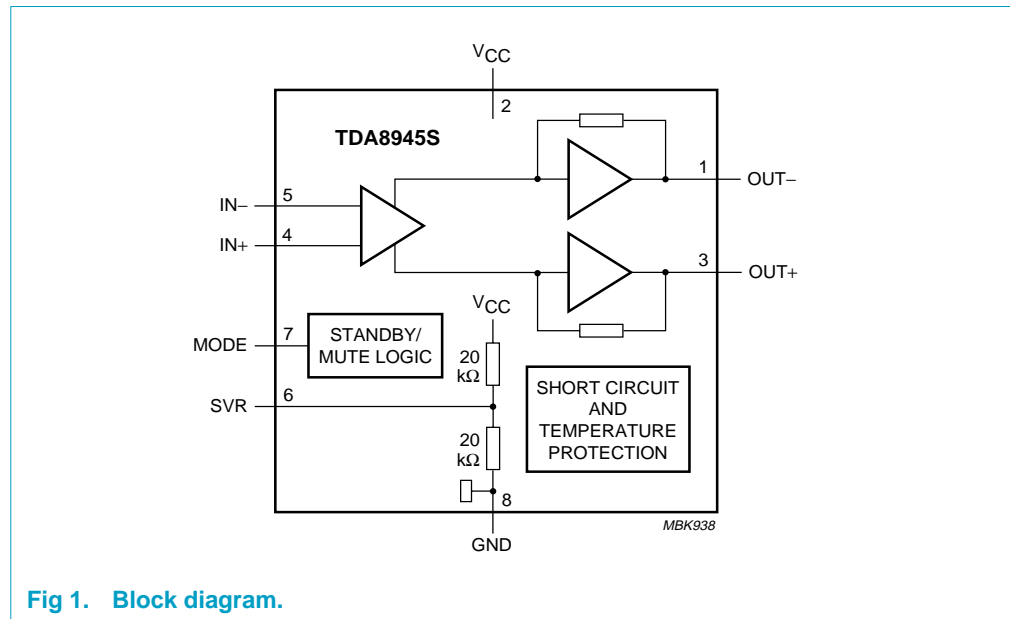 VCC
2
TDA8945S
1
OUT−
5
IN−
4
IN+
3
OUT+
VCC
7
MODE
STANDBY/
MUTE LOGIC
20
kΩ
6
SVR
SHORT CIRCUIT
AND
TEMPERATURE
PROTECTION
20
kΩ
8
MBK938
GND
Fig 1. Block diagram.